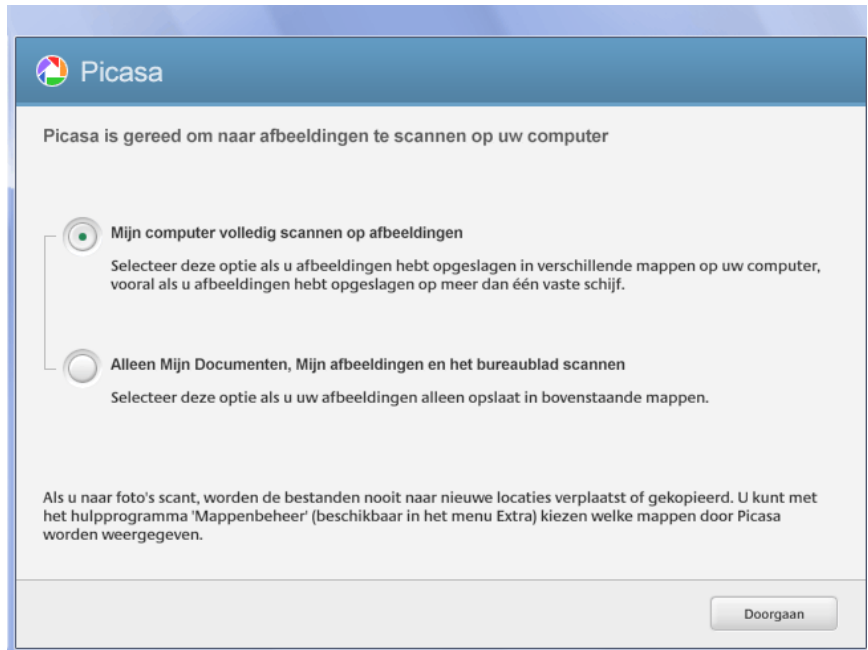 Picasa
Picasa is gereed om naar afbeeldingen te scannen op uw computer
Mijn computer volledig scannen op afbeeldingen
Selecteer deze optie als u afbeeldingen hebt opgeslagen in verschillende mappen op uw computer,
vooral als u afbeeldingen hebt opgeslagen op meer dan één vaste schijf.
Alleen Mijn Documenten, Mijn afbeeldingen en het bureaublad scannen
Selecteer deze optie als u uw afbeeldingen alleen opslaat in bovenstaande mappen.
Als u naar foto's scant, worden de bestanden nooit naar nieuwe locaties verplaatst of gekopieerd. U kunt met
het hulpprogramma 'Mappenbeheer' (beschikbaar in het menu Extra) kiezen welke mappen door Picasa
worden weergegeven.
Doorgaan